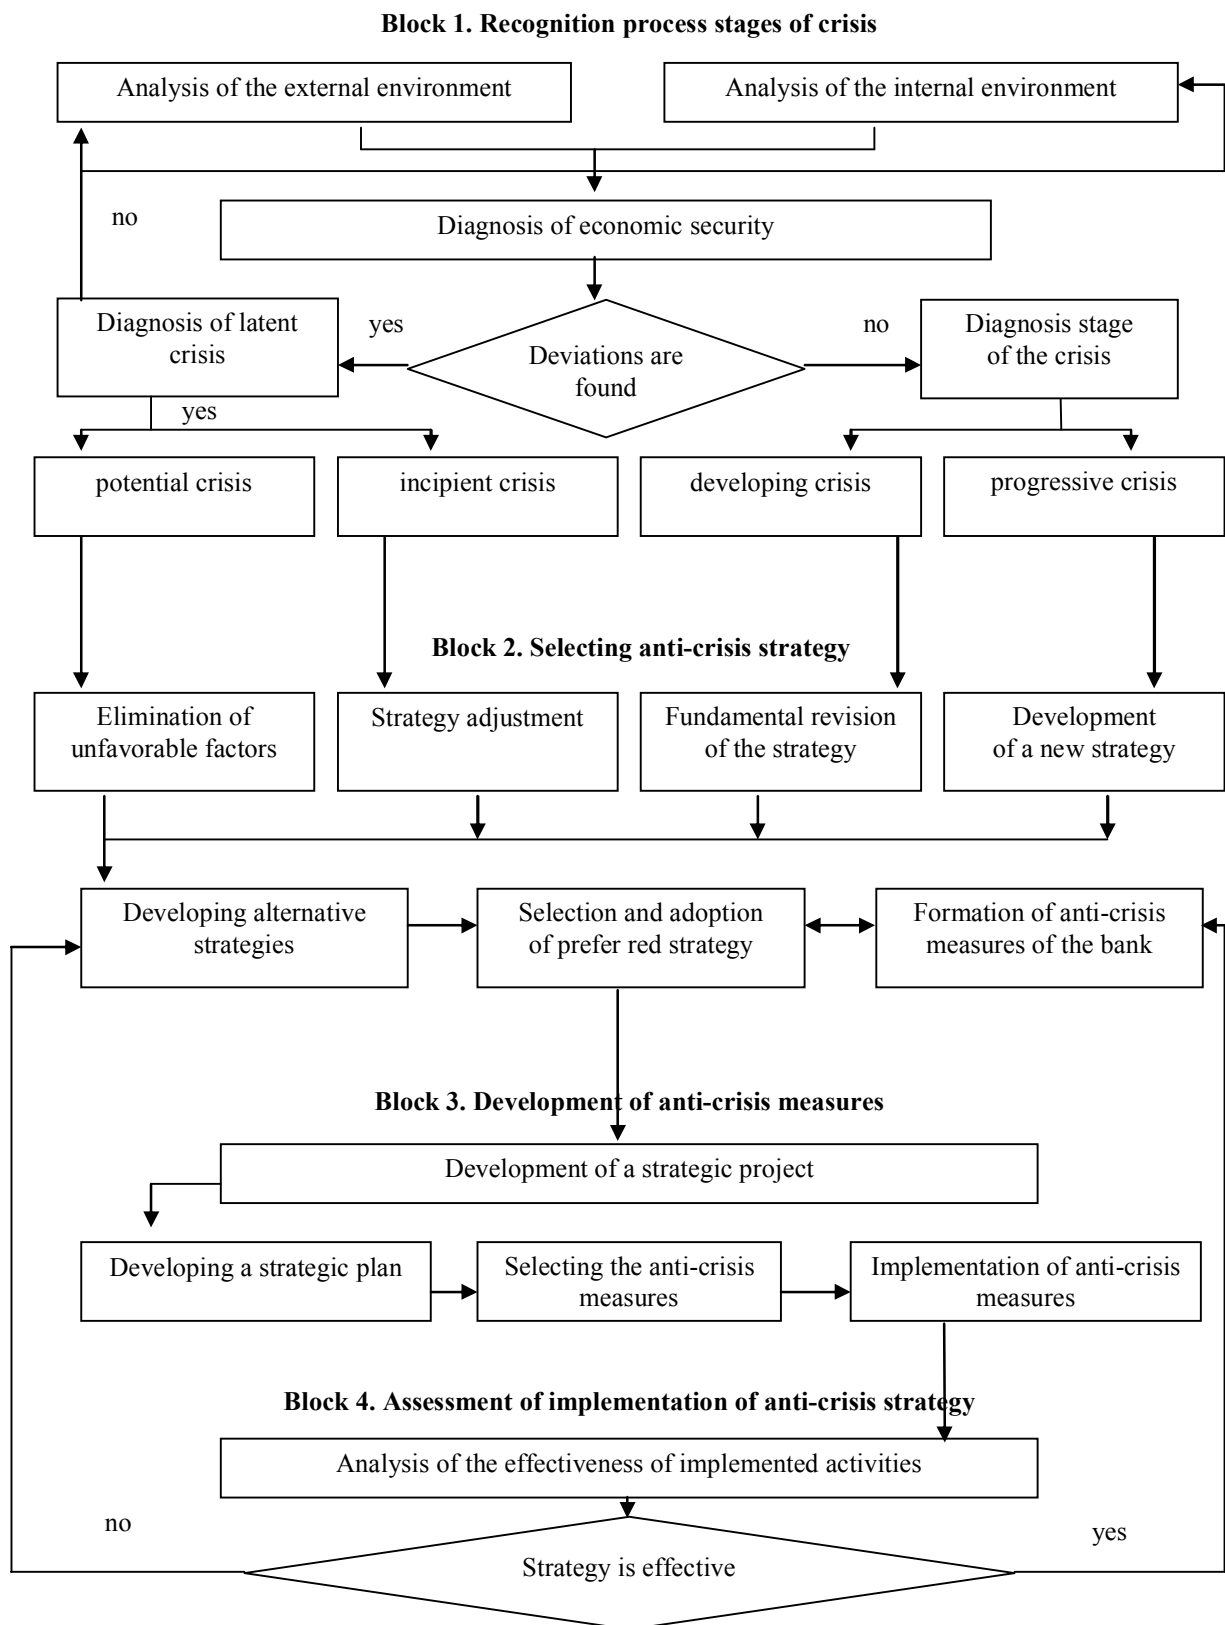 Block 1. Recognition process stages of crisis
Analysis of the external environment
Analysis of the internal environment
no
Diagnosis of economic security
Diagnosis of latent
crisis
yes
Deviations are
found
no
Diagnosis stage
of the crisis
yes
potential crisis
incipient crisis
developing crisis
progressive crisis
Block 2. Selecting anti-crisis strategy
Elimination of
unfavorable factors
Strategy adjustment
Fundamental revision
of the strategy
Development
of a new strategy
Developing alternative
strategies
Selection and adoption
of prefer red strategy
Formation of anti-crisis
measures of the bank
Block 3. Development of anti-crisis measures
Development of a strategic project
Developing a strategic plan
Selecting the anti-crisis
measures
Implementation of anti-crisis
measures
Block 4. Assessment of implementation of anti-crisis strategy
Analysis of the effectiveness of implemented activities
no
Strategy is effective
yes